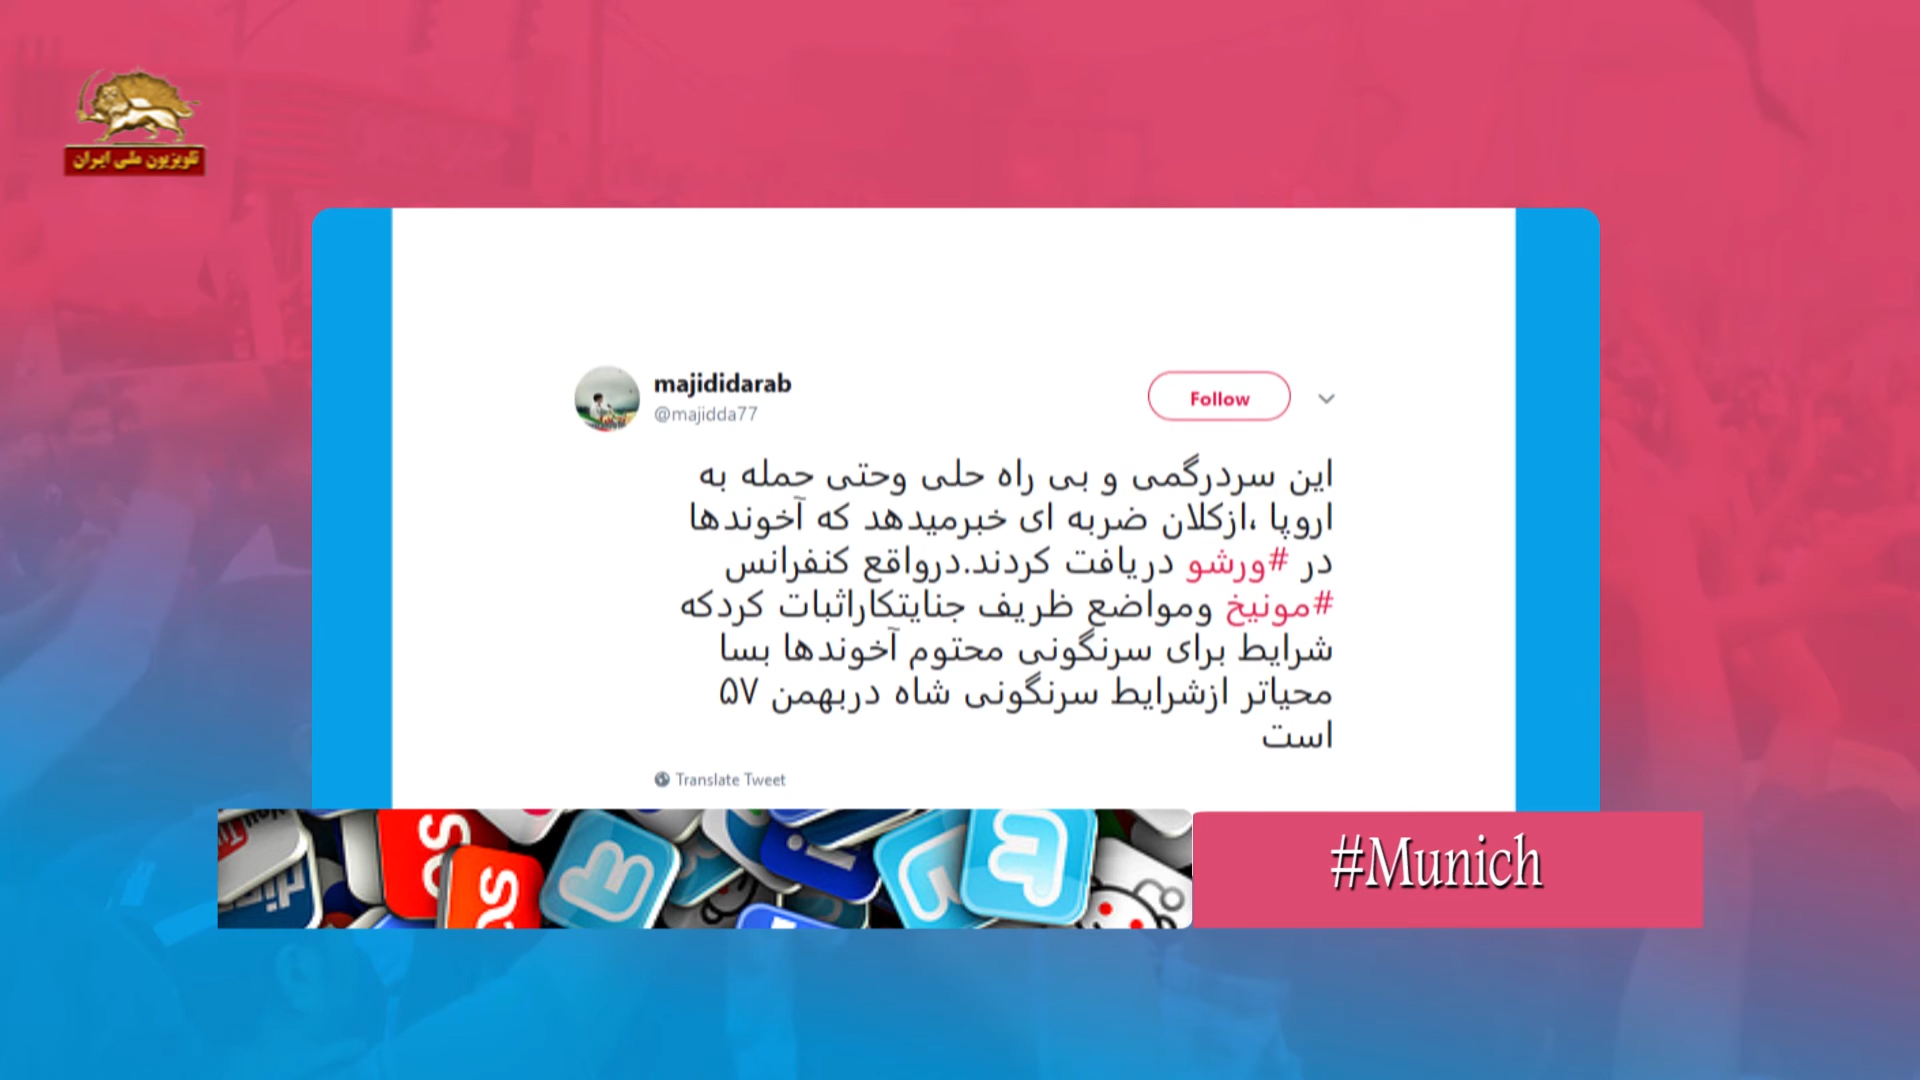 تلویزیون ملی ایران
majididarab
@majidda77
Follow
این سردرگمی و بی راه حلی وحتی حمله به
اروپا ،ازکلان ضربه ای خبرمیدهد که آخوندها
در #ورشو دریافت کردند.درواقع کنفرانس
#مونیخ ومواضع ظریف جنایتکاراثبات کردکه
شرایط برای سرنگونی محتوم آخوندها بسا
محیاتر ازشرایط سرنگونی شاه دربهمن ۵۷
است
Translate Tweet
#Munich